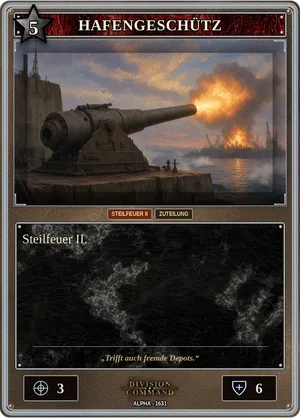 5
HAFENGESCHÜTZ
STEILFEUER II
ZUTEILUNG
Steilfeuer II.
„Trifft auch fremde Depots.“
3
DIVISION
COMMAND
ALPHA - 1631
6